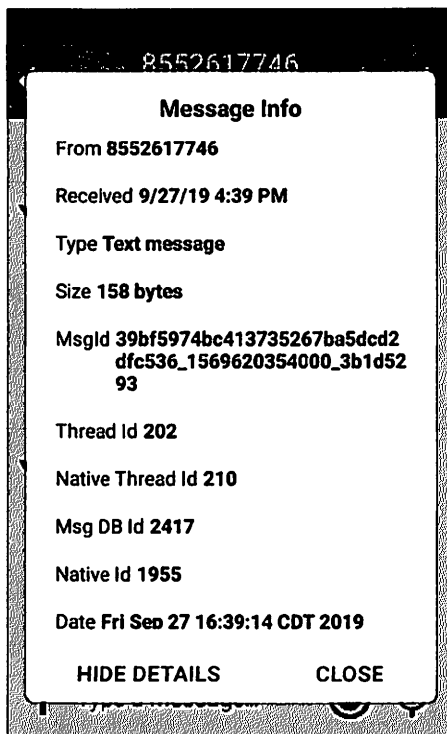 8552617746
Message Info
From 8552617746
Received 9/27/19 4:39 PM
Type Text message
Size 158 bytes
MsgId 39bf5974bc413735267ba5dcd2
dfc536_1569620354000_3b1d52
93
Thread Id 202
Native Thread Id 210
Msg DB Id 2417
Native Id 1955
Date Fri Sep 27 16:39:14 CDT 2019
HIDE DETAILS CLOSE
Type a message...